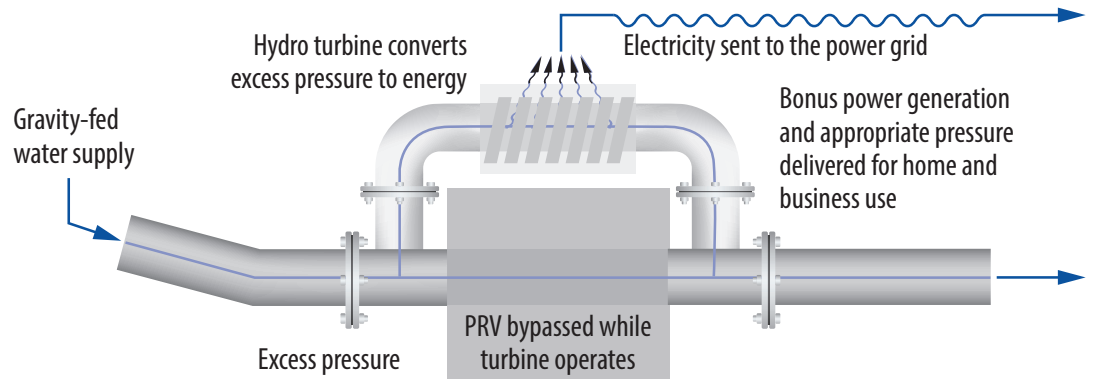 Hydro turbine converts
excess pressure to energy
Electricity sent to the power grid
Gravity-fed
water supply
Bonus power generation
and appropriate pressure
delivered for home and
business use
Excess pressure
PRV bypassed while
turbine operates